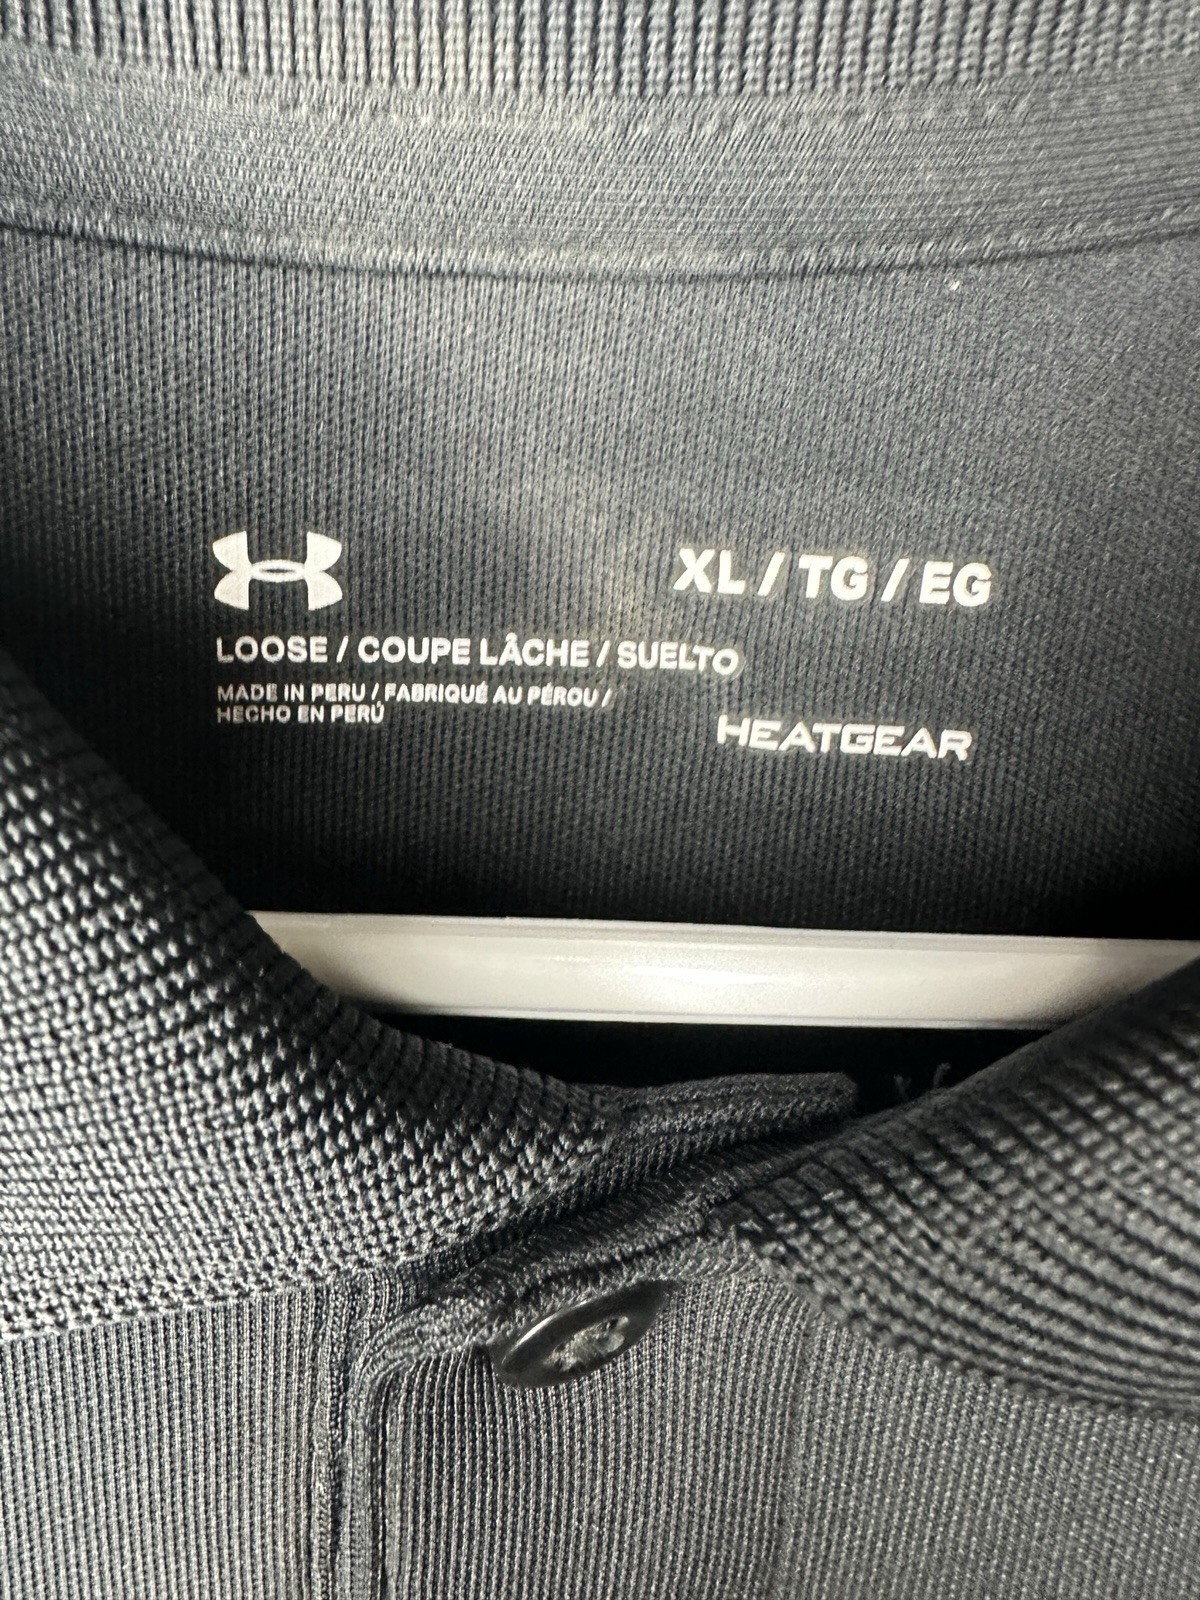 XL / TG / EG
LOOSE / COUPE LÂCHE / SUELTO
MADE IN PERU / FABRIQUÉ AU PÉROU /
HECHO EN PERÚ
HEATGEAR